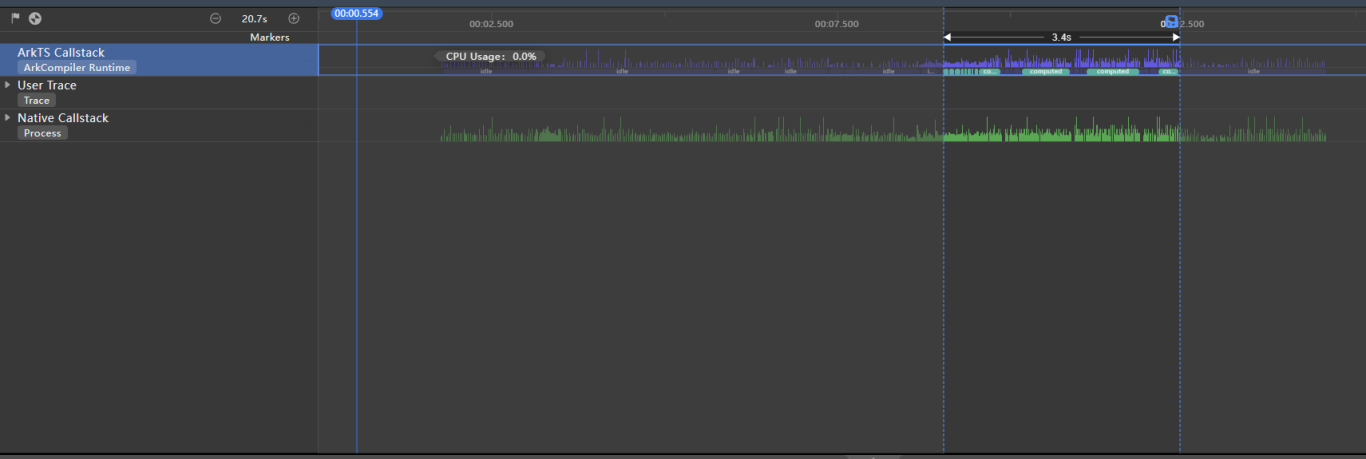 20.7s
00:00.554
00:02.500
00:07.500
2.500
Markers
3.4s
ArkTS Callstack
CPU Usage: 0.0%
ArkCompiler Runtime
idle idle idle idle idle i... co... computed computed co... idle
User Trace
Trace
Native Callstack
Process